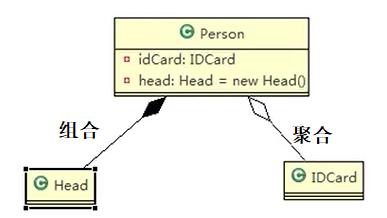 C Person
idCard: IDCard
head: Head = new Head()
组合
聚合
C Head
C IDCard